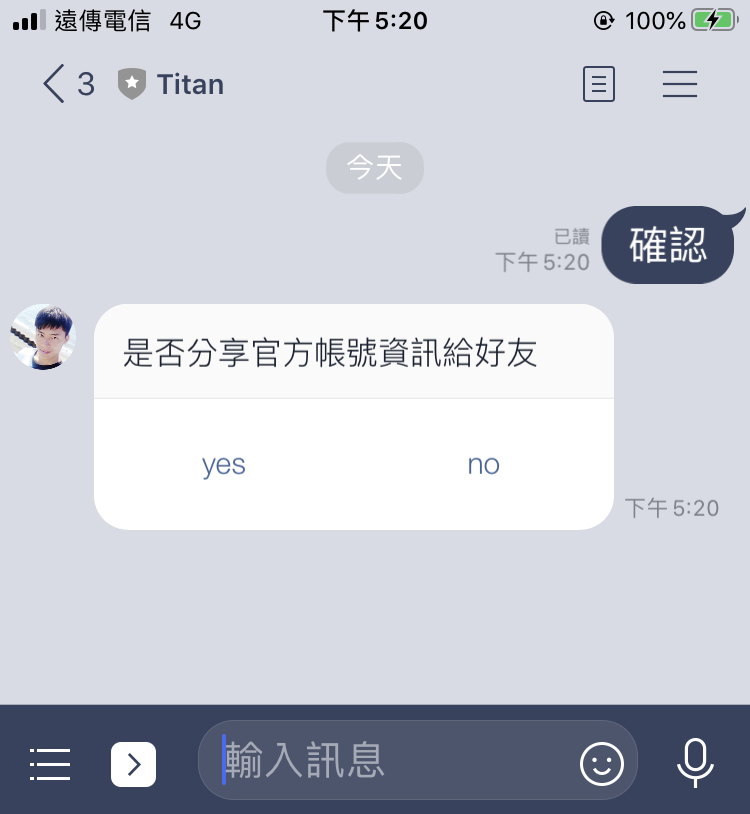 遠傳電信 4G 下午5:20 100%
3 Titan
今天
已讀
下午5:20
確認
是否分享官方帳號資訊給好友
yes no
下午5:20
輸入訊息